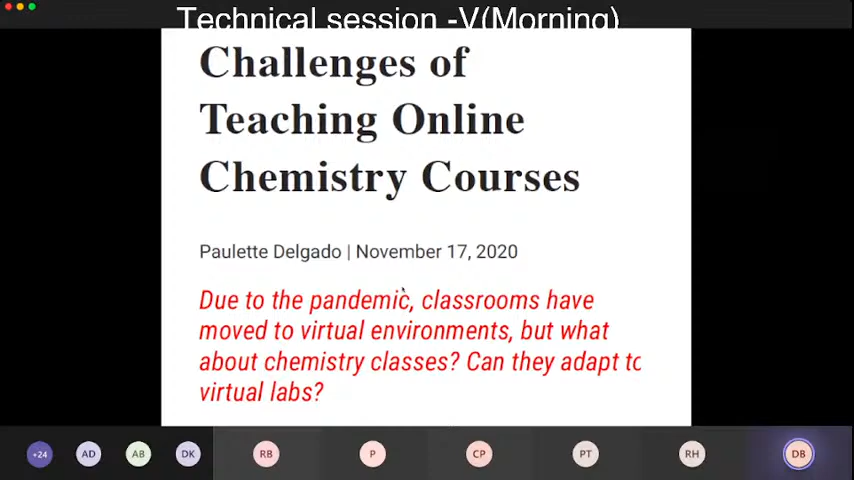 Technical session -V(Morning)
Challenges of
Teaching Online
Chemistry Courses
Paulette Delgado | November 17, 2020
Due to the pandemic, classrooms have
moved to virtual environments, but what
about chemistry classes? Can they adapt to
virtual labs?
+24 AD AB DK RB P CP PT RH DB